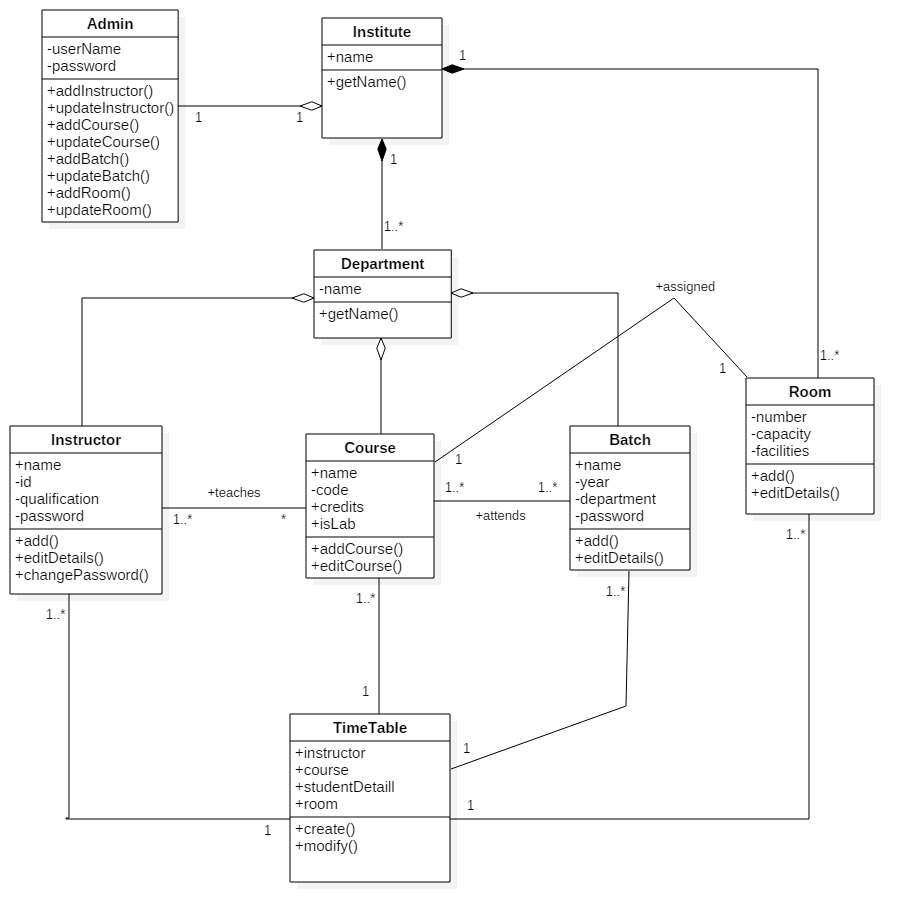 Admin
-userName
-password
+addInstructor()
+updateInstructor()
+addCourse()
+updateCourse()
+addBatch()
+updateBatch()
+addRoom()
+updateRoom()
Institute
+name
+getName()
1
1
1
1
1..*
1..*
Department
-name
+getName()
+assigned
1
1
Room
-number
-capacity
-facilities
+add()
+editDetails()
Instructor
+name
-id
-qualification
-password
+add()
+editDetails()
+changePassword()
+teaches
1..*
*
Course
+name
-code
+credits
+isLab
+addCourse()
+editCourse()
1..*
1..*
+attends
Batch
+name
-year
-department
-password
+add()
+editDetails()
1..*
1..*
1..*
1..*
1
1
1
1
TimeTable
+instructor
+course
+studentDetaill
+room
+create()
+modify()